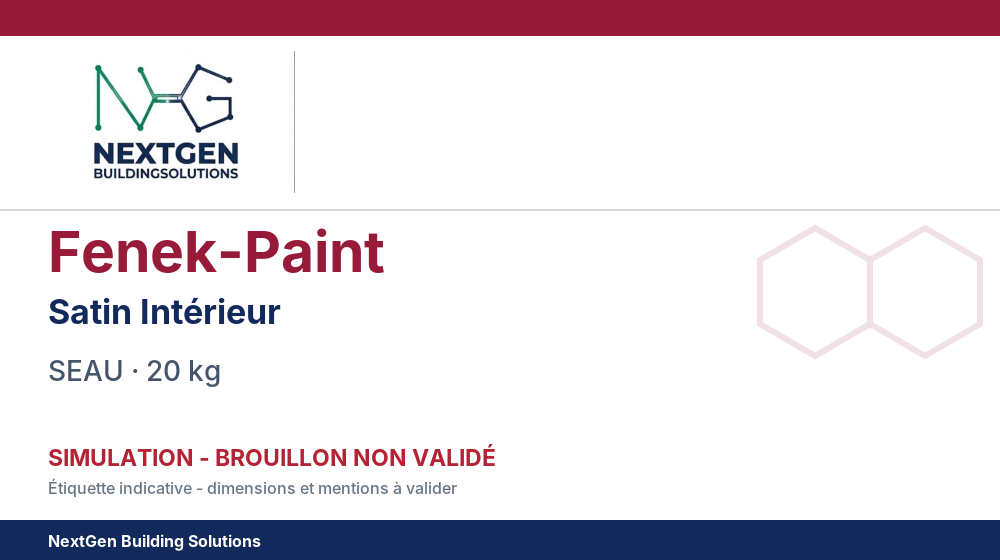 NEXTGEN
BUILDINGSOLUTIONS
Fenek-Paint
Satin Intérieur
SEAU · 20 kg
SIMULATION - BROUILLON NON VALIDÉ
Étiquette indicative - dimensions et mentions à valider
NextGen Building Solutions